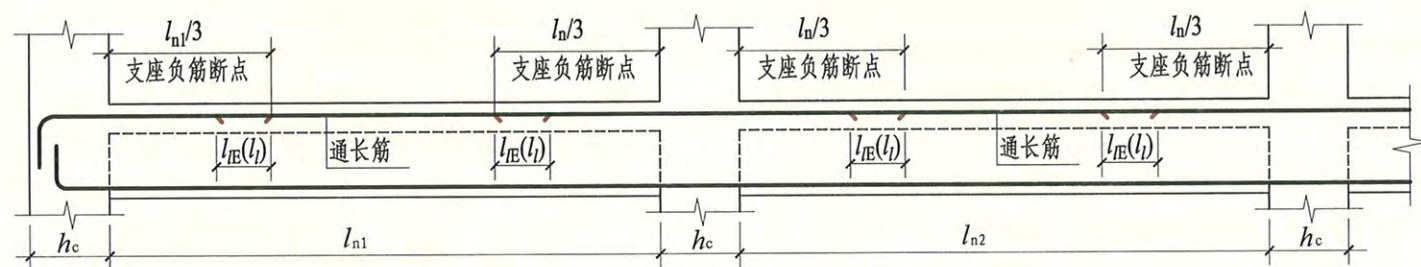 ln1/3
ln/3
ln/3
ln/3
支座负筋断点
支座负筋断点
支座负筋断点
支座负筋断点
llE(ll)
通长筋
llE(ll)
llE(ll)
通长筋
llE(ll)
hc
ln1
hc
ln2
hc